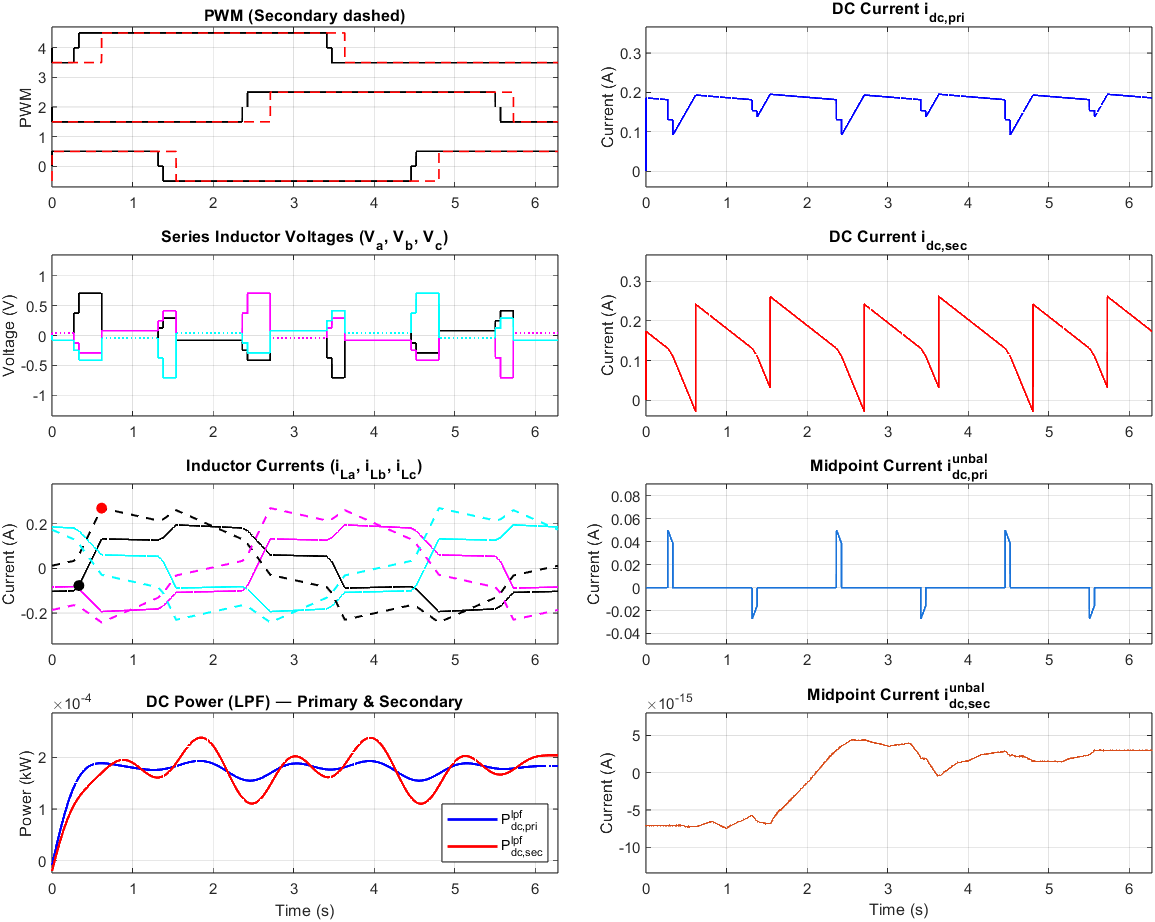 PWM (Secondary dashed)
PWM
4
3
2
1
0
0 1 2 3 4 5 6
DC Current i_dc,pri
Current (A)
0.3
0.2
0.1
0
0 1 2 3 4 5 6
Series Inductor Voltages (V_a, V_b, V_c)
Voltage (V)
1
0.5
0
-0.5
-1
0 1 2 3 4 5 6
DC Current i_dc,sec
Current (A)
0.3
0.2
0.1
0
0 1 2 3 4 5 6
Inductor Currents (i_La, i_Lb, i_Lc)
Current (A)
0.2
0
-0.2
0 1 2 3 4 5 6
Midpoint Current i^unbal_dc,pri
Current (A)
0.08
0.06
0.04
0.02
0
-0.02
-0.04
0 1 2 3 4 5 6
DC Power (LPF) — Primary & Secondary
×10^-4
Power (kW)
2
1
0
P^lpf_dc,pri
P^lpf_dc,sec
0 1 2 3 4 5 6
Time (s)
Midpoint Current i^unbal_dc,sec
×10^-15
Current (A)
5
0
-5
-10
0 1 2 3 4 5 6
Time (s)